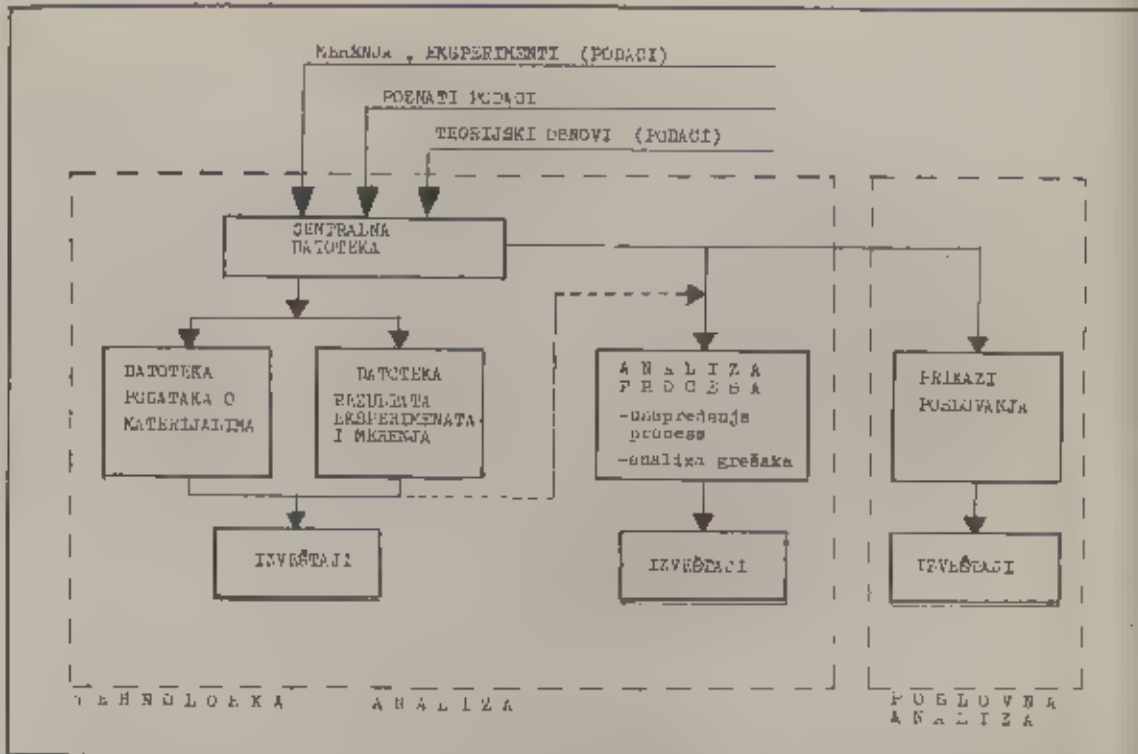 MERENJA, EKSPERIMENTI (PODACI)
POZNATI PODACI
TEORIJSKI OSNOVI (PODACI)
CENTRALNA
DATOTEKA
DATOTEKA
PODATAKA O
MATERIJALIMA
DATOTEKA
REZULTATA
EKSPERIMENATA
I MERENJA
ANALIZA
PROCESA
-unapređenje
process
-analiza grešaka
PRIKAZI
POSLOVANJA
IZVEŠTAJI
IZVEŠTAJI
IZVEŠTAJI
TEHNOLOŠKA ANALIZA
POSLOVNA
ANALIZA